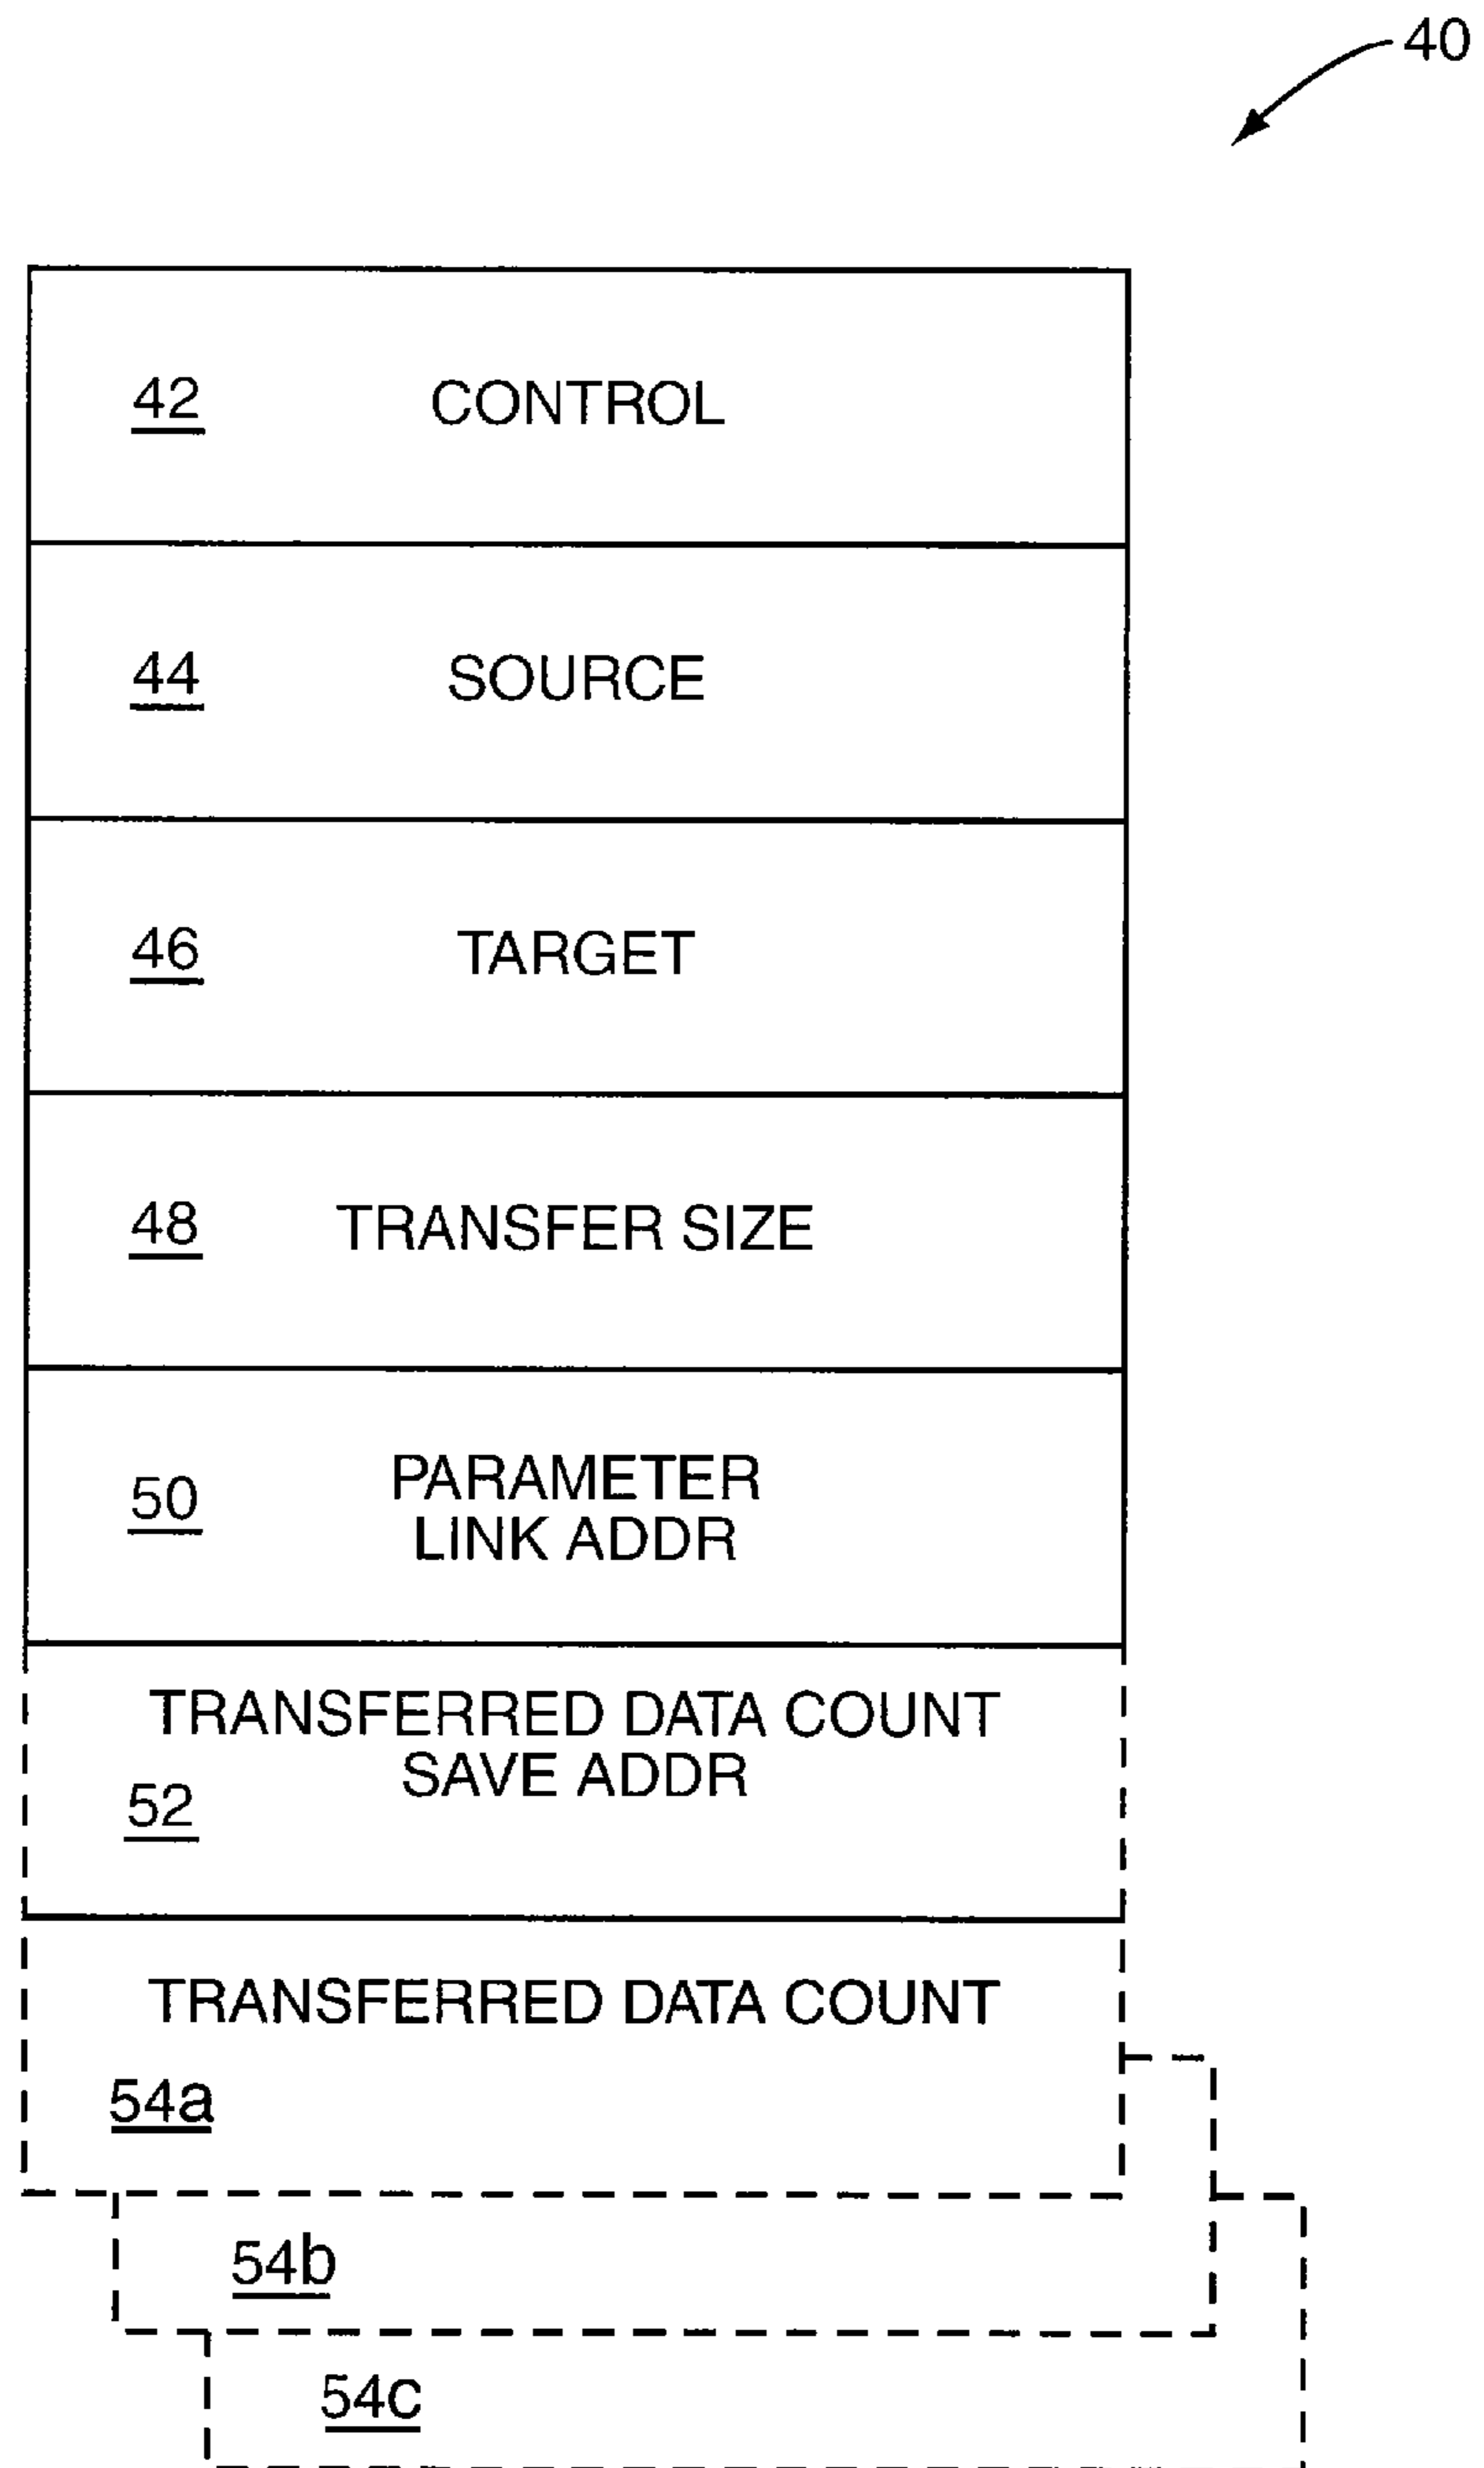 40
42 CONTROL
44 SOURCE
46 TARGET
48 TRANSFER SIZE
50 PARAMETER
LINK ADDR
TRANSFERRED DATA COUNT
SAVE ADDR
52
TRANSFERRED DATA COUNT
54a
54b
54c